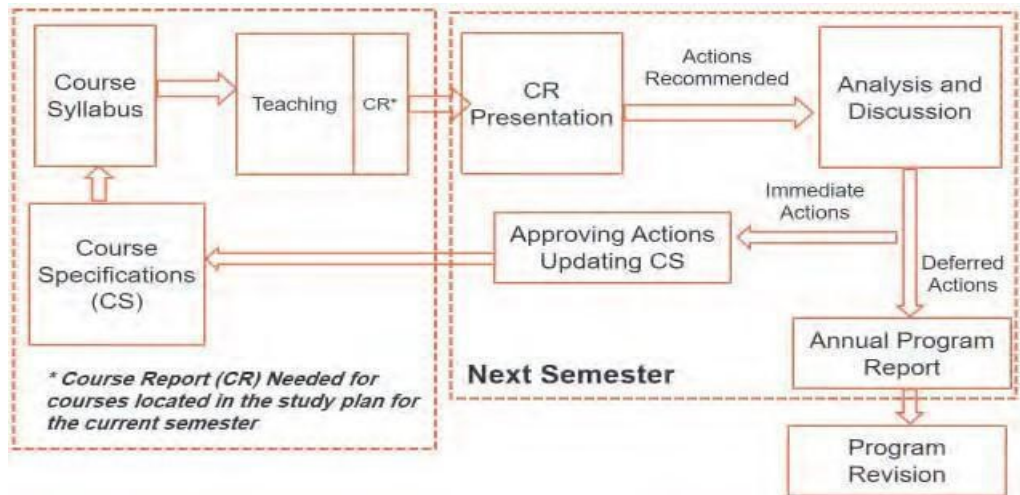 Course
Syllabus
Teaching
CR*
CR
Presentation
Actions
Recommended
Analysis and
Discussion
Immediate
Actions
Approving Actions
Updating CS
Course
Specifications
(CS)
Deferred
Actions
Annual Program
Report
* Course Report (CR) Needed for
courses located in the study plan for
the current semester
Next Semester
Program
Revision